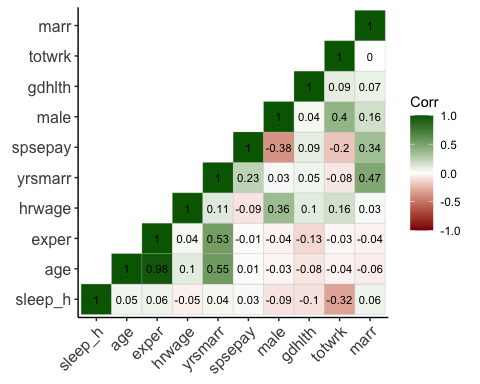 marr 1
totwrk 1 0
gdhlth 1 0.09 0.07
male 1 0.04 0.4 0.16
spsepay 1 -0.38 0.09 -0.2 0.34
yrsmarr 1 0.23 0.03 0.05 -0.08 0.47
hrwage 1 0.11 -0.09 0.36 0.1 0.16 0.03
exper 1 0.04 0.53 -0.01 -0.04 -0.13 -0.03 -0.04
age 1 0.98 0.1 0.55 0.01 -0.03 -0.08 -0.04 -0.06
sleep_h 1 0.05 0.06 -0.05 0.04 0.03 -0.09 -0.1 -0.32 0.06
sleep_h age exper hrwage yrsmarr spsepay male gdhlth totwrk marr
Corr
1.0
0.5
0.0
-0.5
-1.0